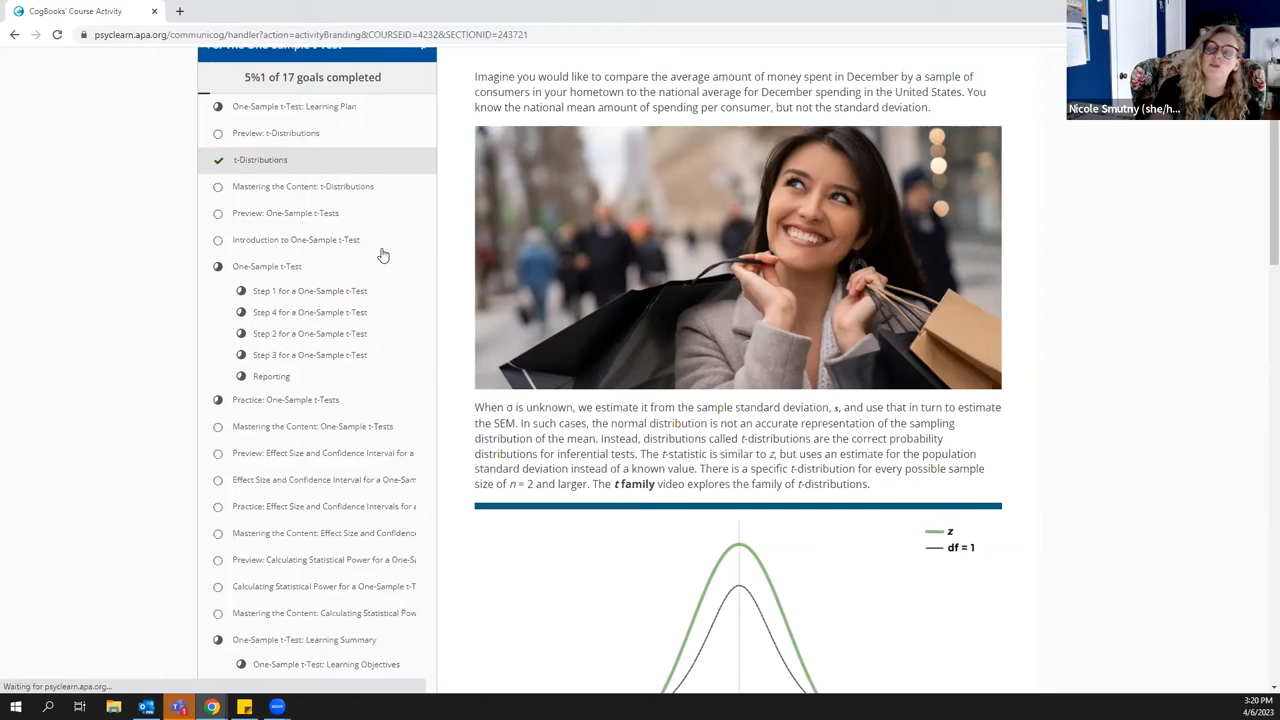 CogBooks' Course Activity
psyclearn.apa.org/communicog/handler?action=activityBranding&COURSEID=4232&SECTIONID=243721
Nicole Smutny (she/h...
5%1 of 17 goals completed
One-Sample t-Test: Learning Plan
Preview: t-Distributions
t-Distributions
Mastering the Content: t-Distributions
Preview: One-Sample t-Tests
Introduction to One-Sample t-Test
One-Sample t-Test
Step 1 for a One-Sample t-Test
Step 4 for a One-Sample t-Test
Step 2 for a One-Sample t-Test
Step 3 for a One-Sample t-Test
Reporting
Practice: One-Sample t-Tests
Mastering the Content: One-Sample t-Tests
Preview: Effect Size and Confidence Interval for a
Effect Size and Confidence Interval for a One-Sam
Practice: Effect Size and Confidence Intervals for a
Mastering the Content: Effect Size and Confidence
Preview: Calculating Statistical Power for a One-Sa
Calculating Statistical Power for a One-Sample t-T
Mastering the Content: Calculating Statistical Pow
One-Sample t-Test: Learning Summary
One-Sample t-Test: Learning Objectives
Imagine you would like to compare the average amount of money spent in December by a sample of
consumers in your hometown to the national average for December spending in the United States. You
know the national mean amount of spending per consumer, but not the standard deviation.
When σ is unknown, we estimate it from the sample standard deviation, s, and use that in turn to estimate
the SEM. In such cases, the normal distribution is not an accurate representation of the sampling
distribution of the mean. Instead, distributions called t-distributions are the correct probability
distributions for inferential tests. The t-statistic is similar to z, but uses an estimate for the population
standard deviation instead of a known value. There is a specific t-distribution for every possible sample
size of n = 2 and larger. The t family video explores the family of t-distributions.
z
df = 1
Waiting for psyclearn.apa.org...
3:20 PM
4/6/2023